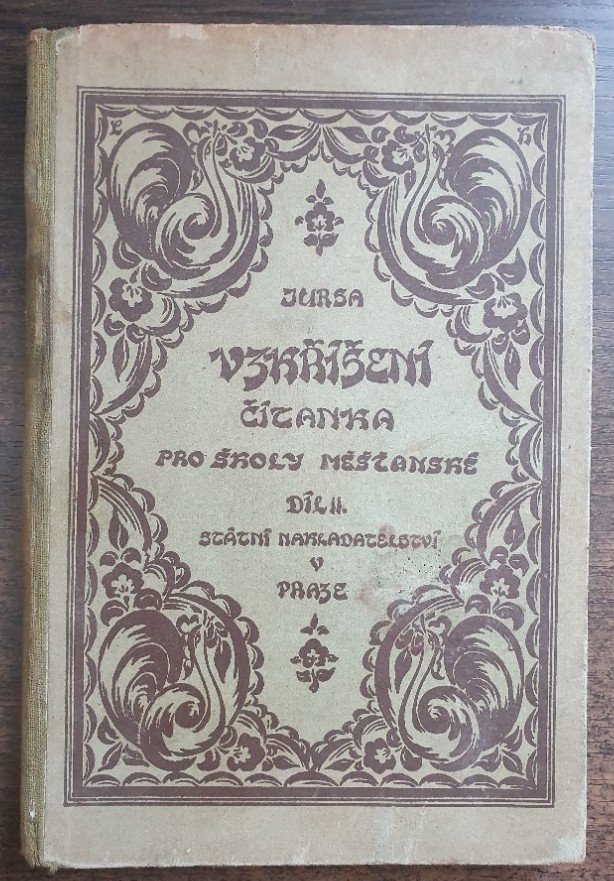 L H
JURSA
VZKŘÍŠENÍ
ČÍTANKA
PRO ŠKOLY MĚŠŤANSKÉ
DÍL II.
STÁTNÍ NAKLADATELSTVÍ
V
PRAZE